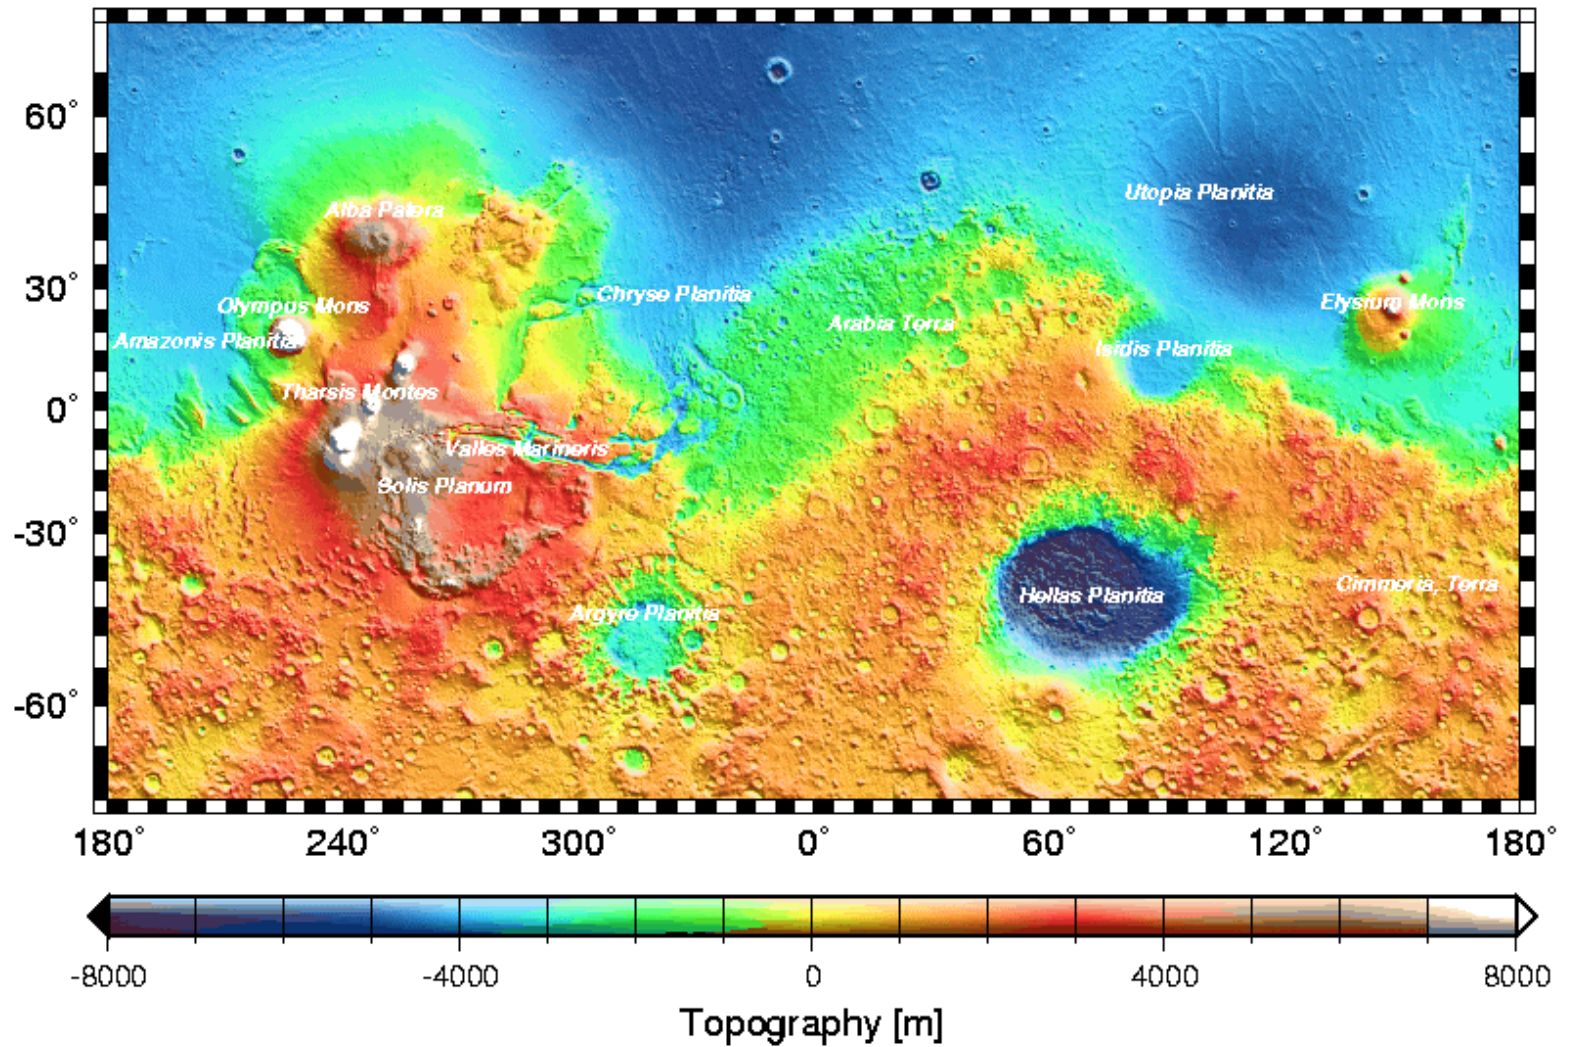 60°
Utopia Planitia
Alba Patera
30°
Chryse Planitia
Olympus Mons
Elysium Mons
Arabia Terra
Amazonis Planitia
Isidis Planitia
Tharsis Montes
0°
Valles Marineris
Solis Planum
-30°
Cimmeria, Terra
Hellas Planitia
Argyre Planitia
-60°
180° 240° 300° 0° 60° 120° 180°
-8000 -4000 0 4000 8000
Topography [m]